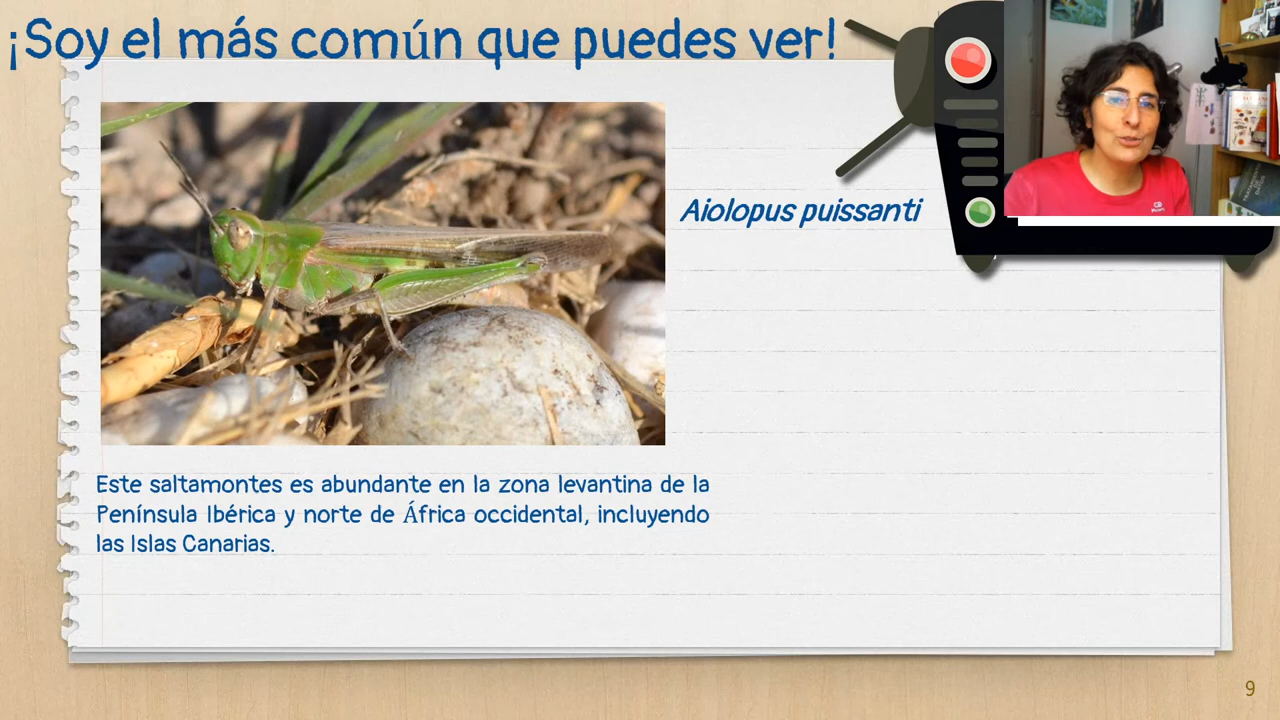 ¡Soy el más común que puedes ver!
Aiolopus puissanti
Este saltamontes es abundante en la zona levantina de la
Península Ibérica y norte de África occidental, incluyendo
las Islas Canarias.
9